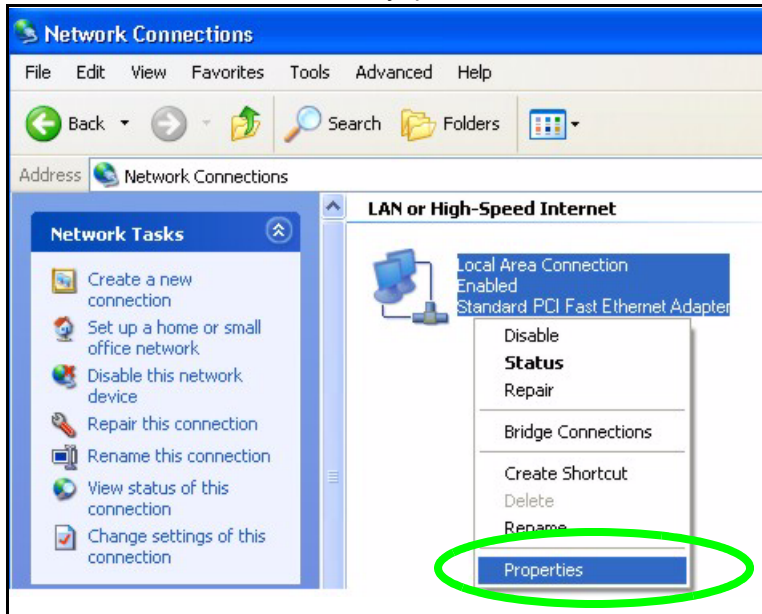 Network Connections
File Edit View Favorites Tools Advanced Help
Back Search Folders
Address Network Connections
Network Tasks
Create a new
connection
Set up a home or small
office network
Disable this network
device
Repair this connection
Rename this connection
View status of this
connection
Change settings of this
connection
LAN or High-Speed Internet
Local Area Connection
Enabled
Standard PCI Fast Ethernet Adapter
Disable
Status
Repair
Bridge Connections
Create Shortcut
Delete
Rename
Properties